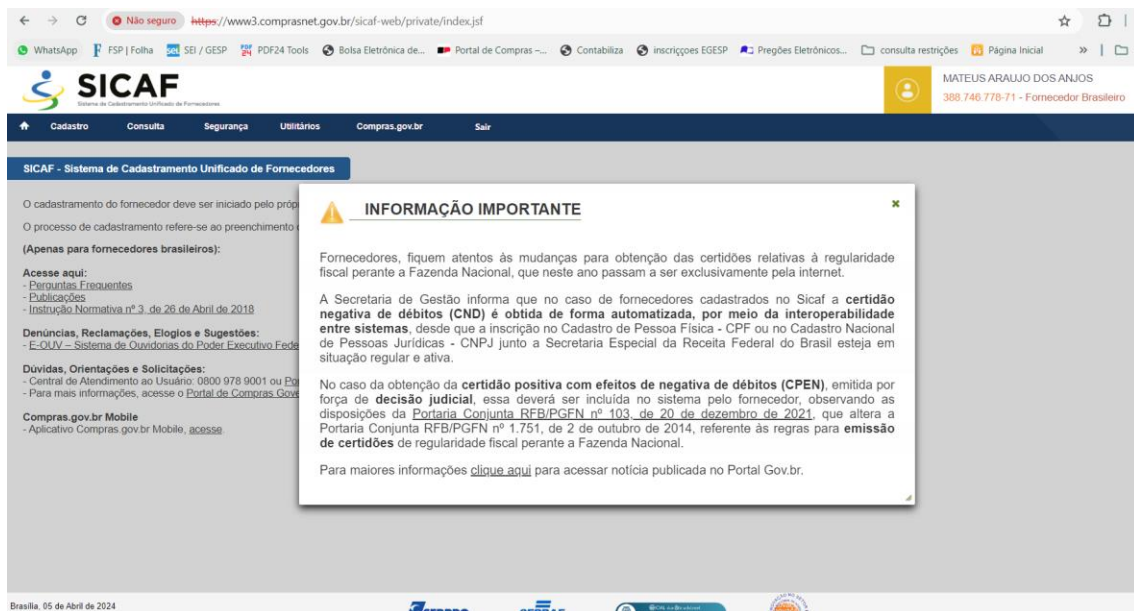 Não seguro https://www3.comprasnet.gov.br/sicaf-web/private/index.jsf
WhatsApp FSP | Folha SEI / GESP PDF24 Tools Bolsa Eletrônica de... Portal de Compras –... Contabiliza inscriçoes EGESP Pregões Eletrônicos... consulta restrições Página Inicial »
SICAF
Sistema de Cadastramento Unificado de Fornecedores
MATEUS ARAUJO DOS ANJOS
388.746.778-71 - Fornecedor Brasileiro
Cadastro Consulta Segurança Utilitários Compras.gov.br Sair
SICAF - Sistema de Cadastramento Unificado de Fornecedores
O cadastramento do fornecedor deve ser iniciado pelo próp
O processo de cadastramento refere-se ao preenchimento
(Apenas para fornecedores brasileiros):
Acesse aqui:
- Perguntas Frequentes
- Publicações
- Instrução Normativa nº 3, de 26 de Abril de 2018
Denúncias, Reclamações, Elogios e Sugestões:
- E-OUV – Sistema de Ouvidorias do Poder Executivo Fede
Dúvidas, Orientações e Solicitações:
- Central de Atendimento ao Usuário: 0800 978 9001 ou Po
- Para mais informações, acesse o Portal de Compras Gove
Compras.gov.br Mobile
- Aplicativo Compras.gov.br Mobile, acesse.
INFORMAÇÃO IMPORTANTE
Fornecedores, fiquem atentos às mudanças para obtenção das certidões relativas à regularidade
fiscal perante a Fazenda Nacional, que neste ano passam a ser exclusivamente pela internet.
A Secretaria de Gestão informa que no caso de fornecedores cadastrados no Sicaf a certidão
negativa de débitos (CND) é obtida de forma automatizada, por meio da interoperabilidade
entre sistemas, desde que a inscrição no Cadastro de Pessoa Física - CPF ou no Cadastro Nacional
de Pessoas Jurídicas - CNPJ junto a Secretaria Especial da Receita Federal do Brasil esteja em
situação regular e ativa.
No caso da obtenção da certidão positiva com efeitos de negativa de débitos (CPEN), emitida por
força de decisão judicial, essa deverá ser incluída no sistema pelo fornecedor, observando as
disposições da Portaria Conjunta RFB/PGFN nº 103, de 20 de dezembro de 2021, que altera a
Portaria Conjunta RFB/PGFN nº 1.751, de 2 de outubro de 2014, referente às regras para emissão
de certidões de regularidade fiscal perante a Fazenda Nacional.
Para maiores informações clique aqui para acessar notícia publicada no Portal Gov.br.
Brasília, 05 de Abril de 2024